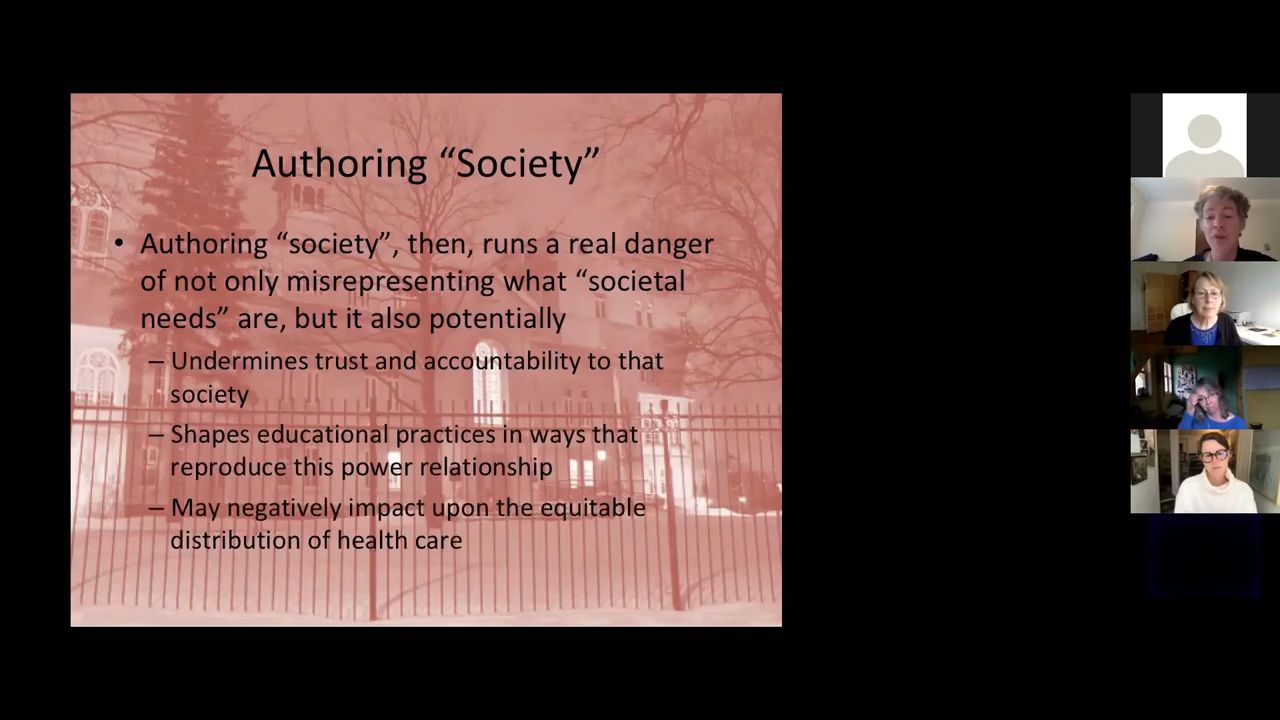 Authoring “Society”
• Authoring “society”, then, runs a real danger
of not only misrepresenting what “societal
needs” are, but it also potentially
– Undermines trust and accountability to that
society
– Shapes educational practices in ways that
reproduce this power relationship
– May negatively impact upon the equitable
distribution of health care